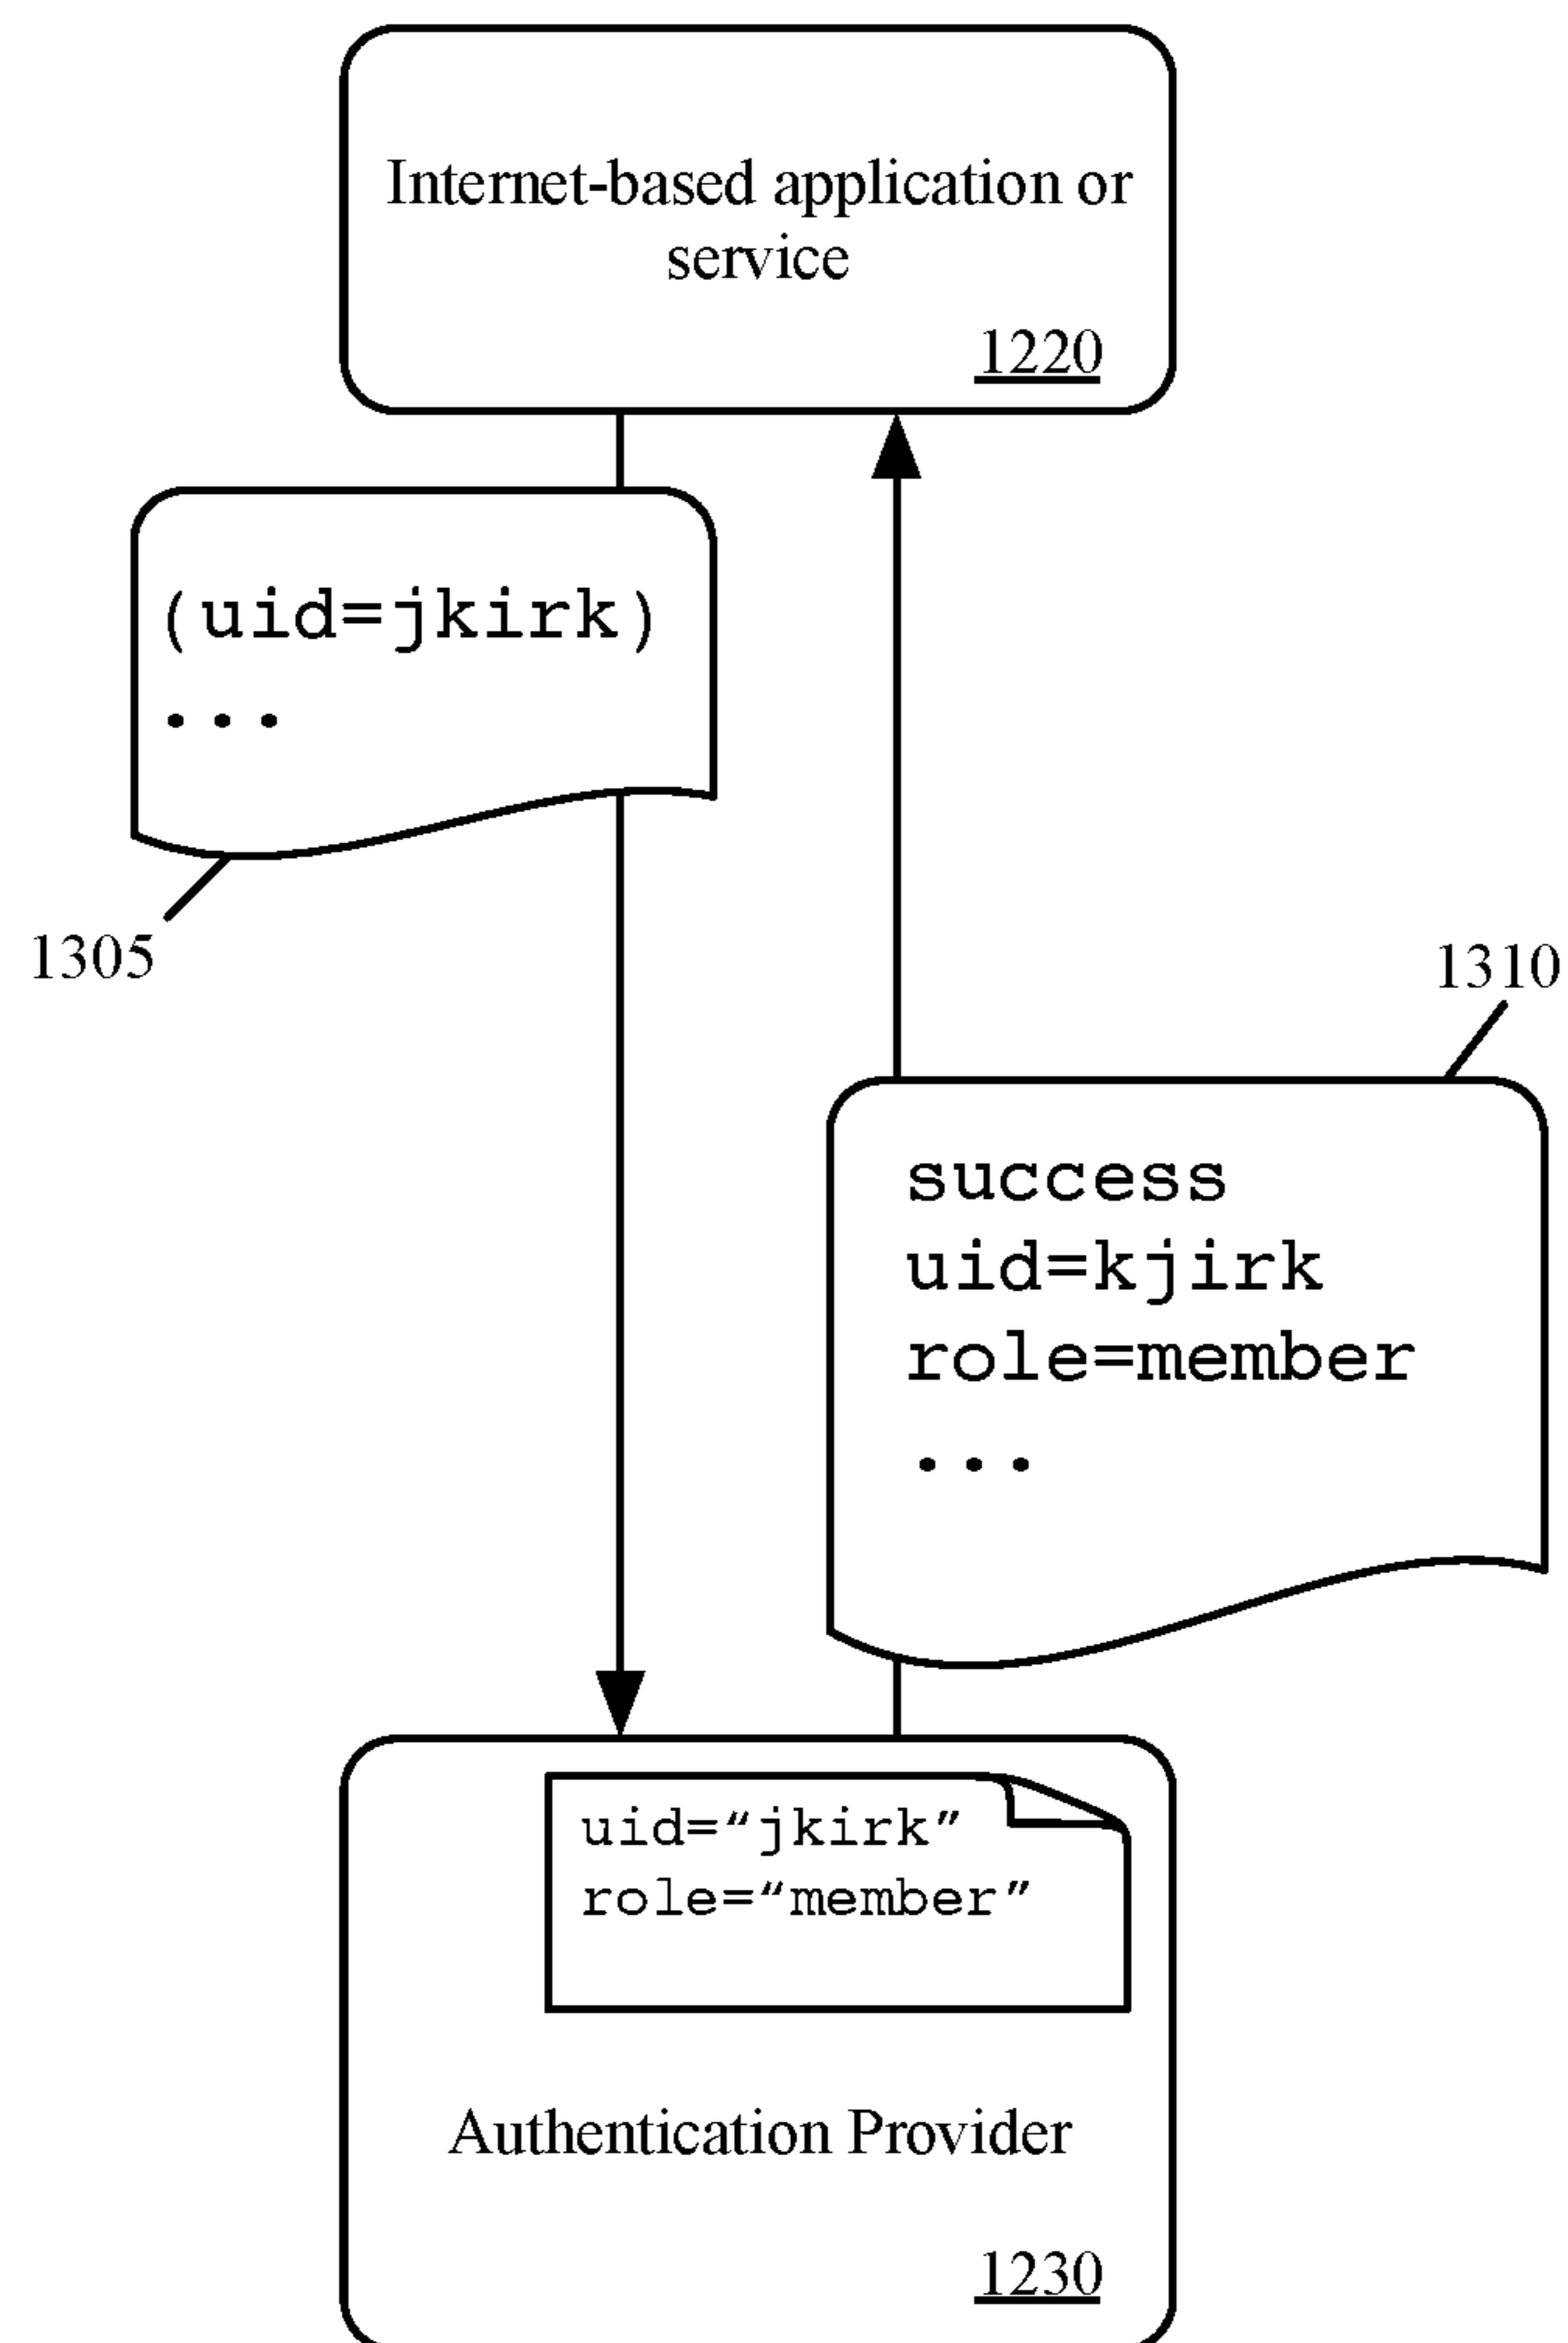 Internet-based application or
service
1220
(uid=jkirk)
...
1305
1310
success
uid=kjirk
role=member
...
uid=“jkirk”
role=“member”
Authentication Provider
1230